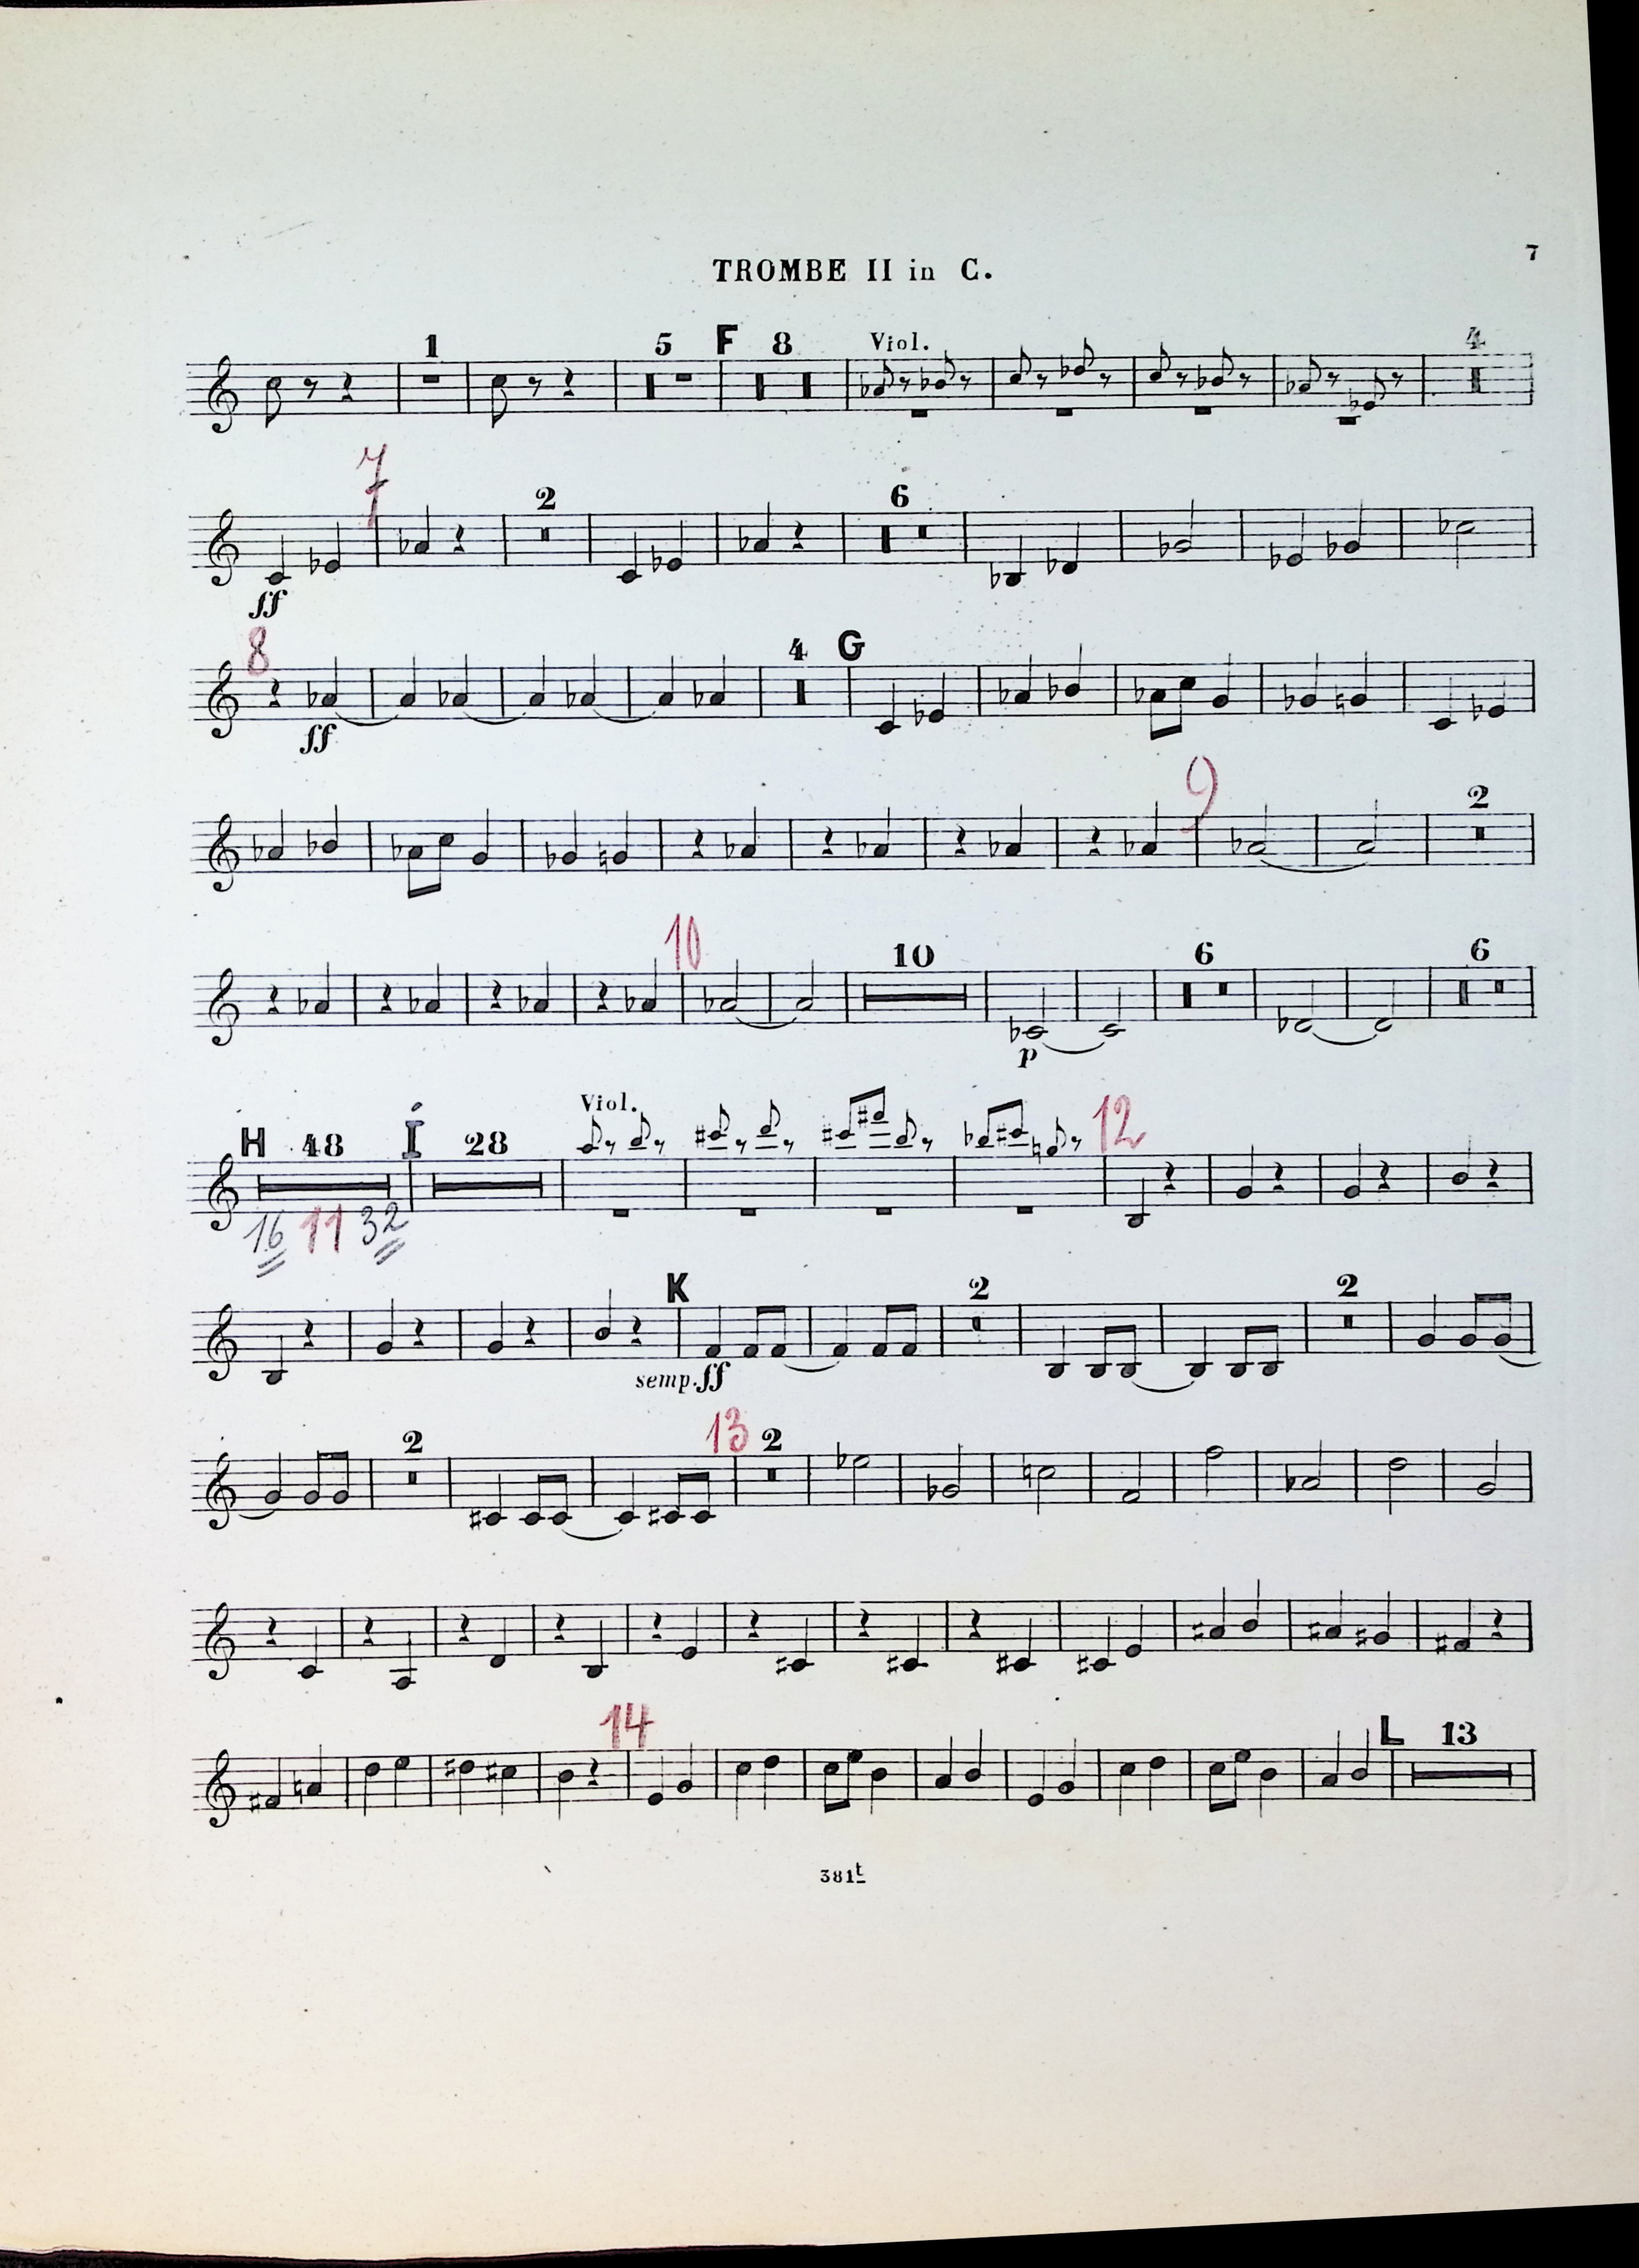 7
TROMBE II in C.
1 5 F 8 Viol. 4
7 2 6
ff
8 4 G
ff
9 2
10 10 6 6
p
H 48 I 28 Viol. 12
16 11 32
K 2 2
semp. ff
2 13 2
14 L 13
381t